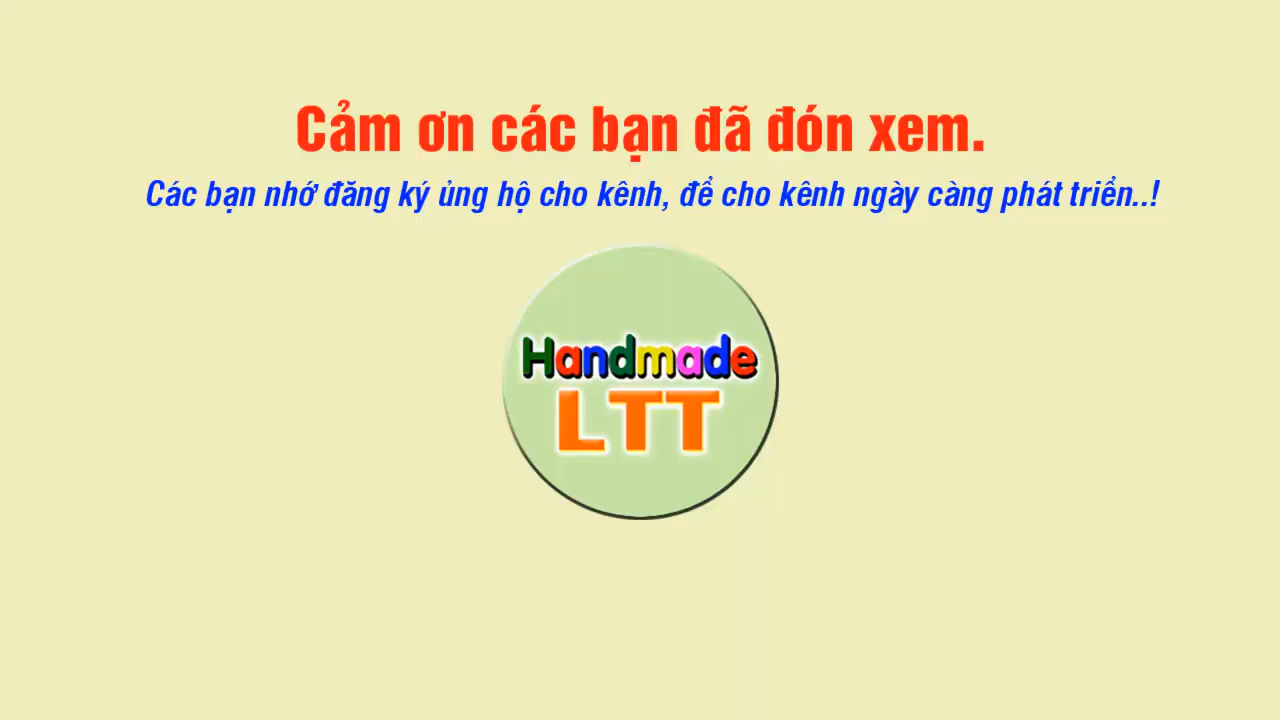 Cảm ơn các bạn đã đón xem.
Các bạn nhớ đăng ký ủng hộ cho kênh, để cho kênh ngày càng phát triển..!
Handmade
LTT